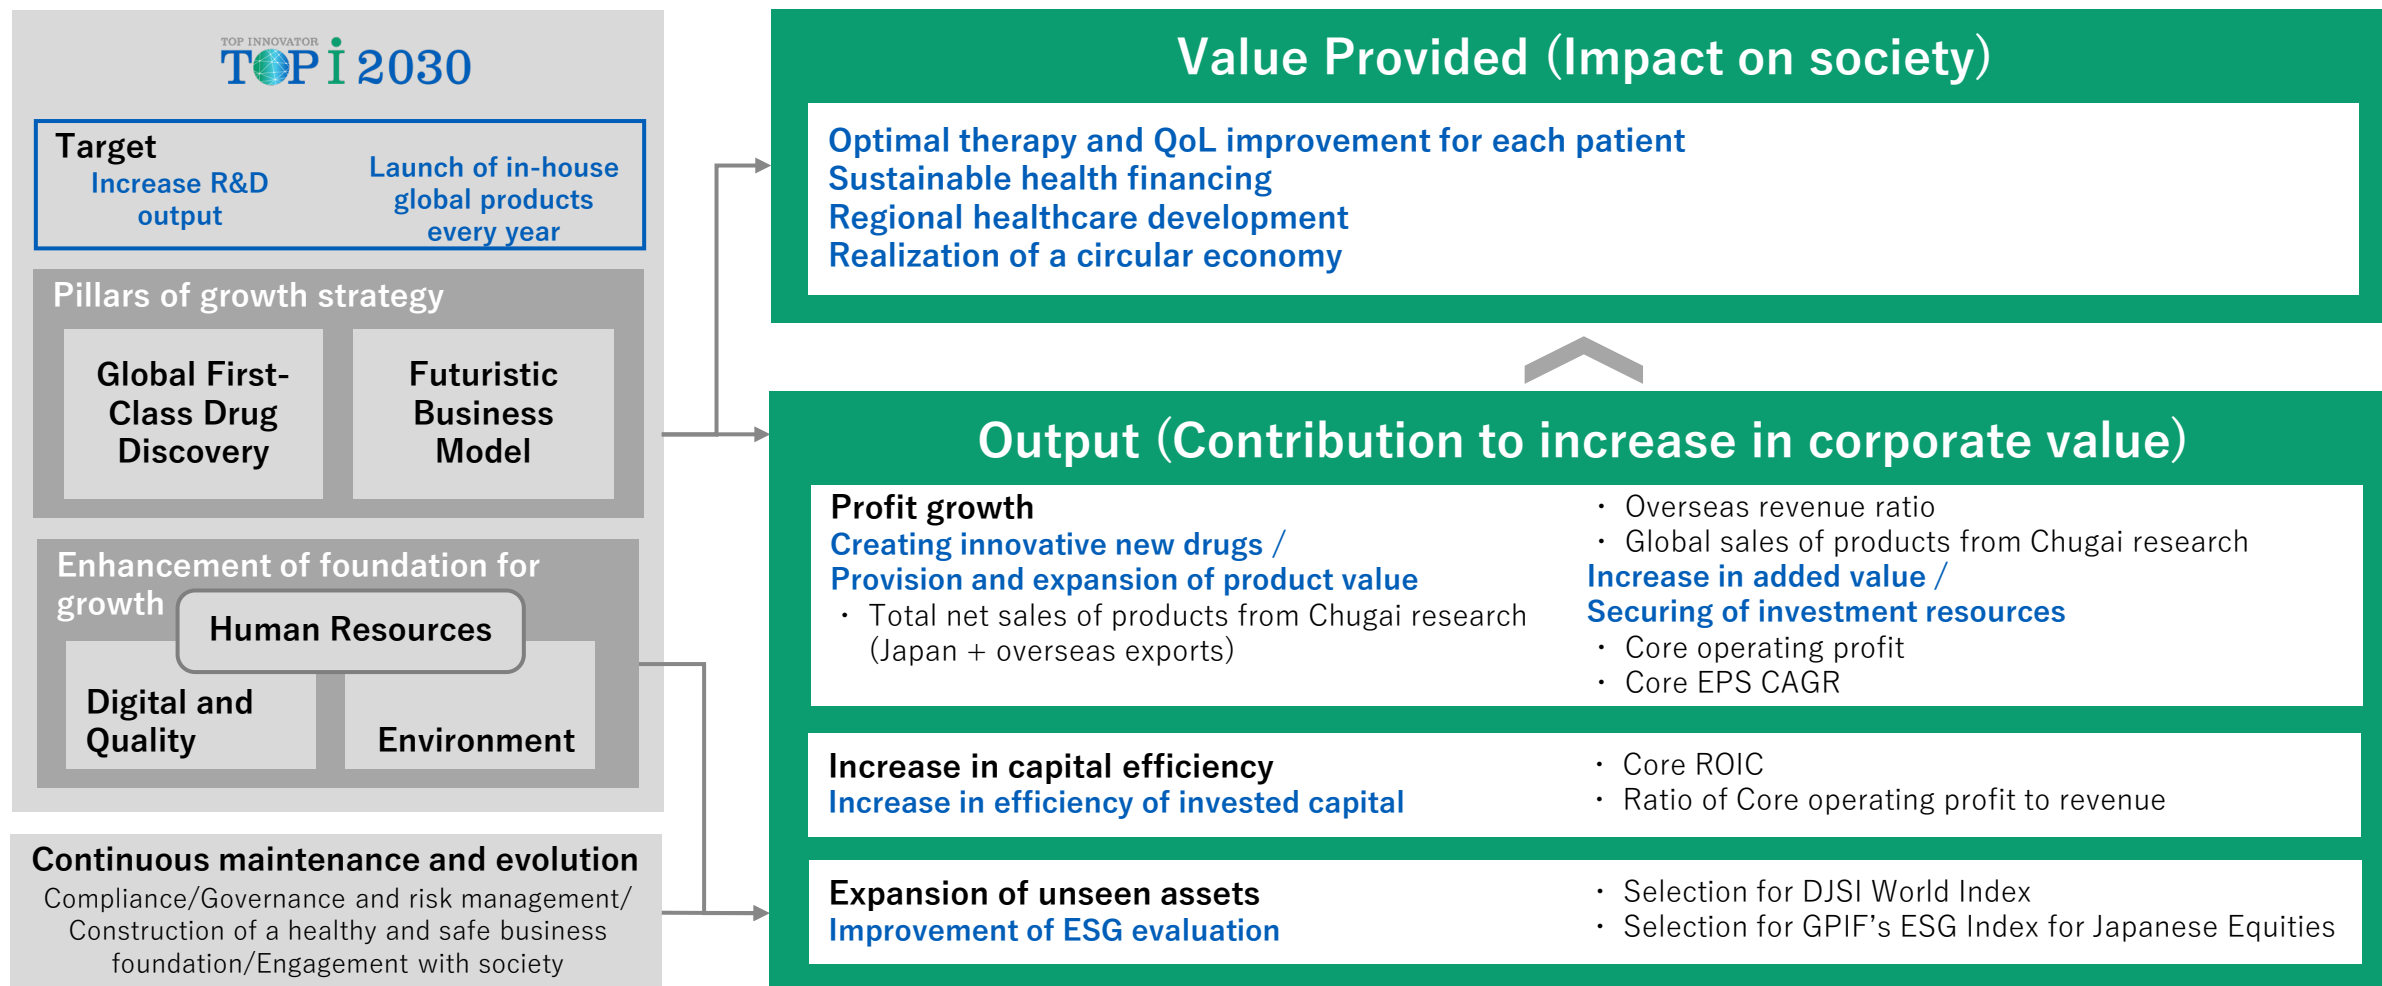 TOP INNOVATOR
TOP i 2030
Target
Increase R&D
output
Launch of in-house
global products
every year
Pillars of growth strategy
Global First-
Class Drug
Discovery
Futuristic
Business
Model
Enhancement of foundation for
growth
Human Resources
Digital and
Quality
Environment
Continuous maintenance and evolution
Compliance/Governance and risk management/
Construction of a healthy and safe business
foundation/Engagement with society
Value Provided (Impact on society)
Optimal therapy and QoL improvement for each patient
Sustainable health financing
Regional healthcare development
Realization of a circular economy
Output (Contribution to increase in corporate value)
Profit growth
Creating innovative new drugs /
Provision and expansion of product value
・ Total net sales of products from Chugai research
(Japan + overseas exports)
・ Overseas revenue ratio
・ Global sales of products from Chugai research
Increase in added value /
Securing of investment resources
・ Core operating profit
・ Core EPS CAGR
Increase in capital efficiency
Increase in efficiency of invested capital
・ Core ROIC
・ Ratio of Core operating profit to revenue
Expansion of unseen assets
Improvement of ESG evaluation
・ Selection for DJSI World Index
・ Selection for GPIF’s ESG Index for Japanese Equities